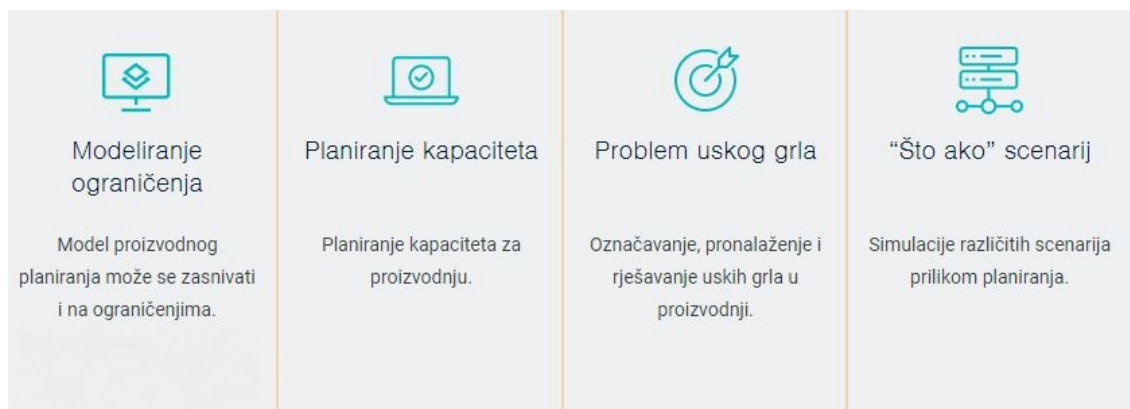 Modeliranje
ograničenja
Model proizvodnog
planiranja može se zasnivati
i na ograničenjima.
Planiranje kapaciteta
Planiranje kapaciteta za
proizvodnju.
Problem uskog grla
Označavanje, pronalaženje i
rješavanje uskih grla u
proizvodnji.
“Što ako” scenarij
Simulacije različitih scenarija
prilikom planiranja.